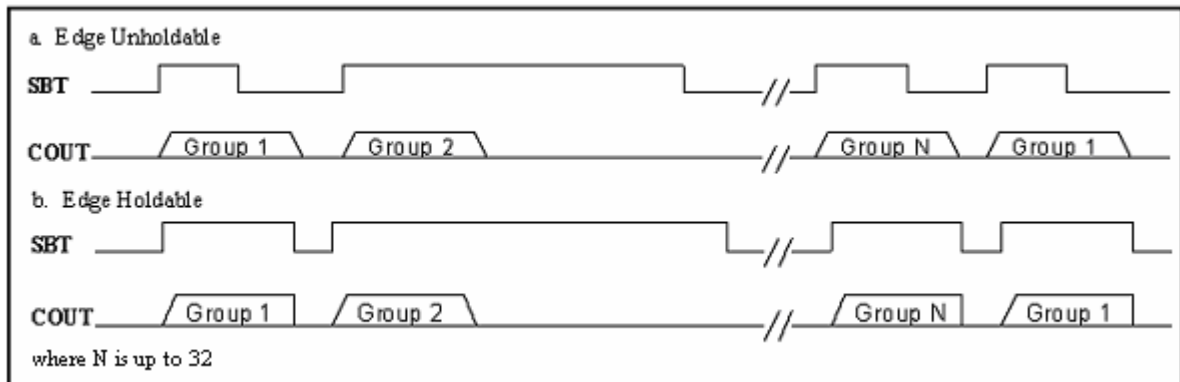 a. Edge Unholdable
SBT
COUT Group 1 Group 2 Group N Group 1
b. Edge Holdable
SBT
COUT Group 1 Group 2 Group N Group 1
where N is up to 32